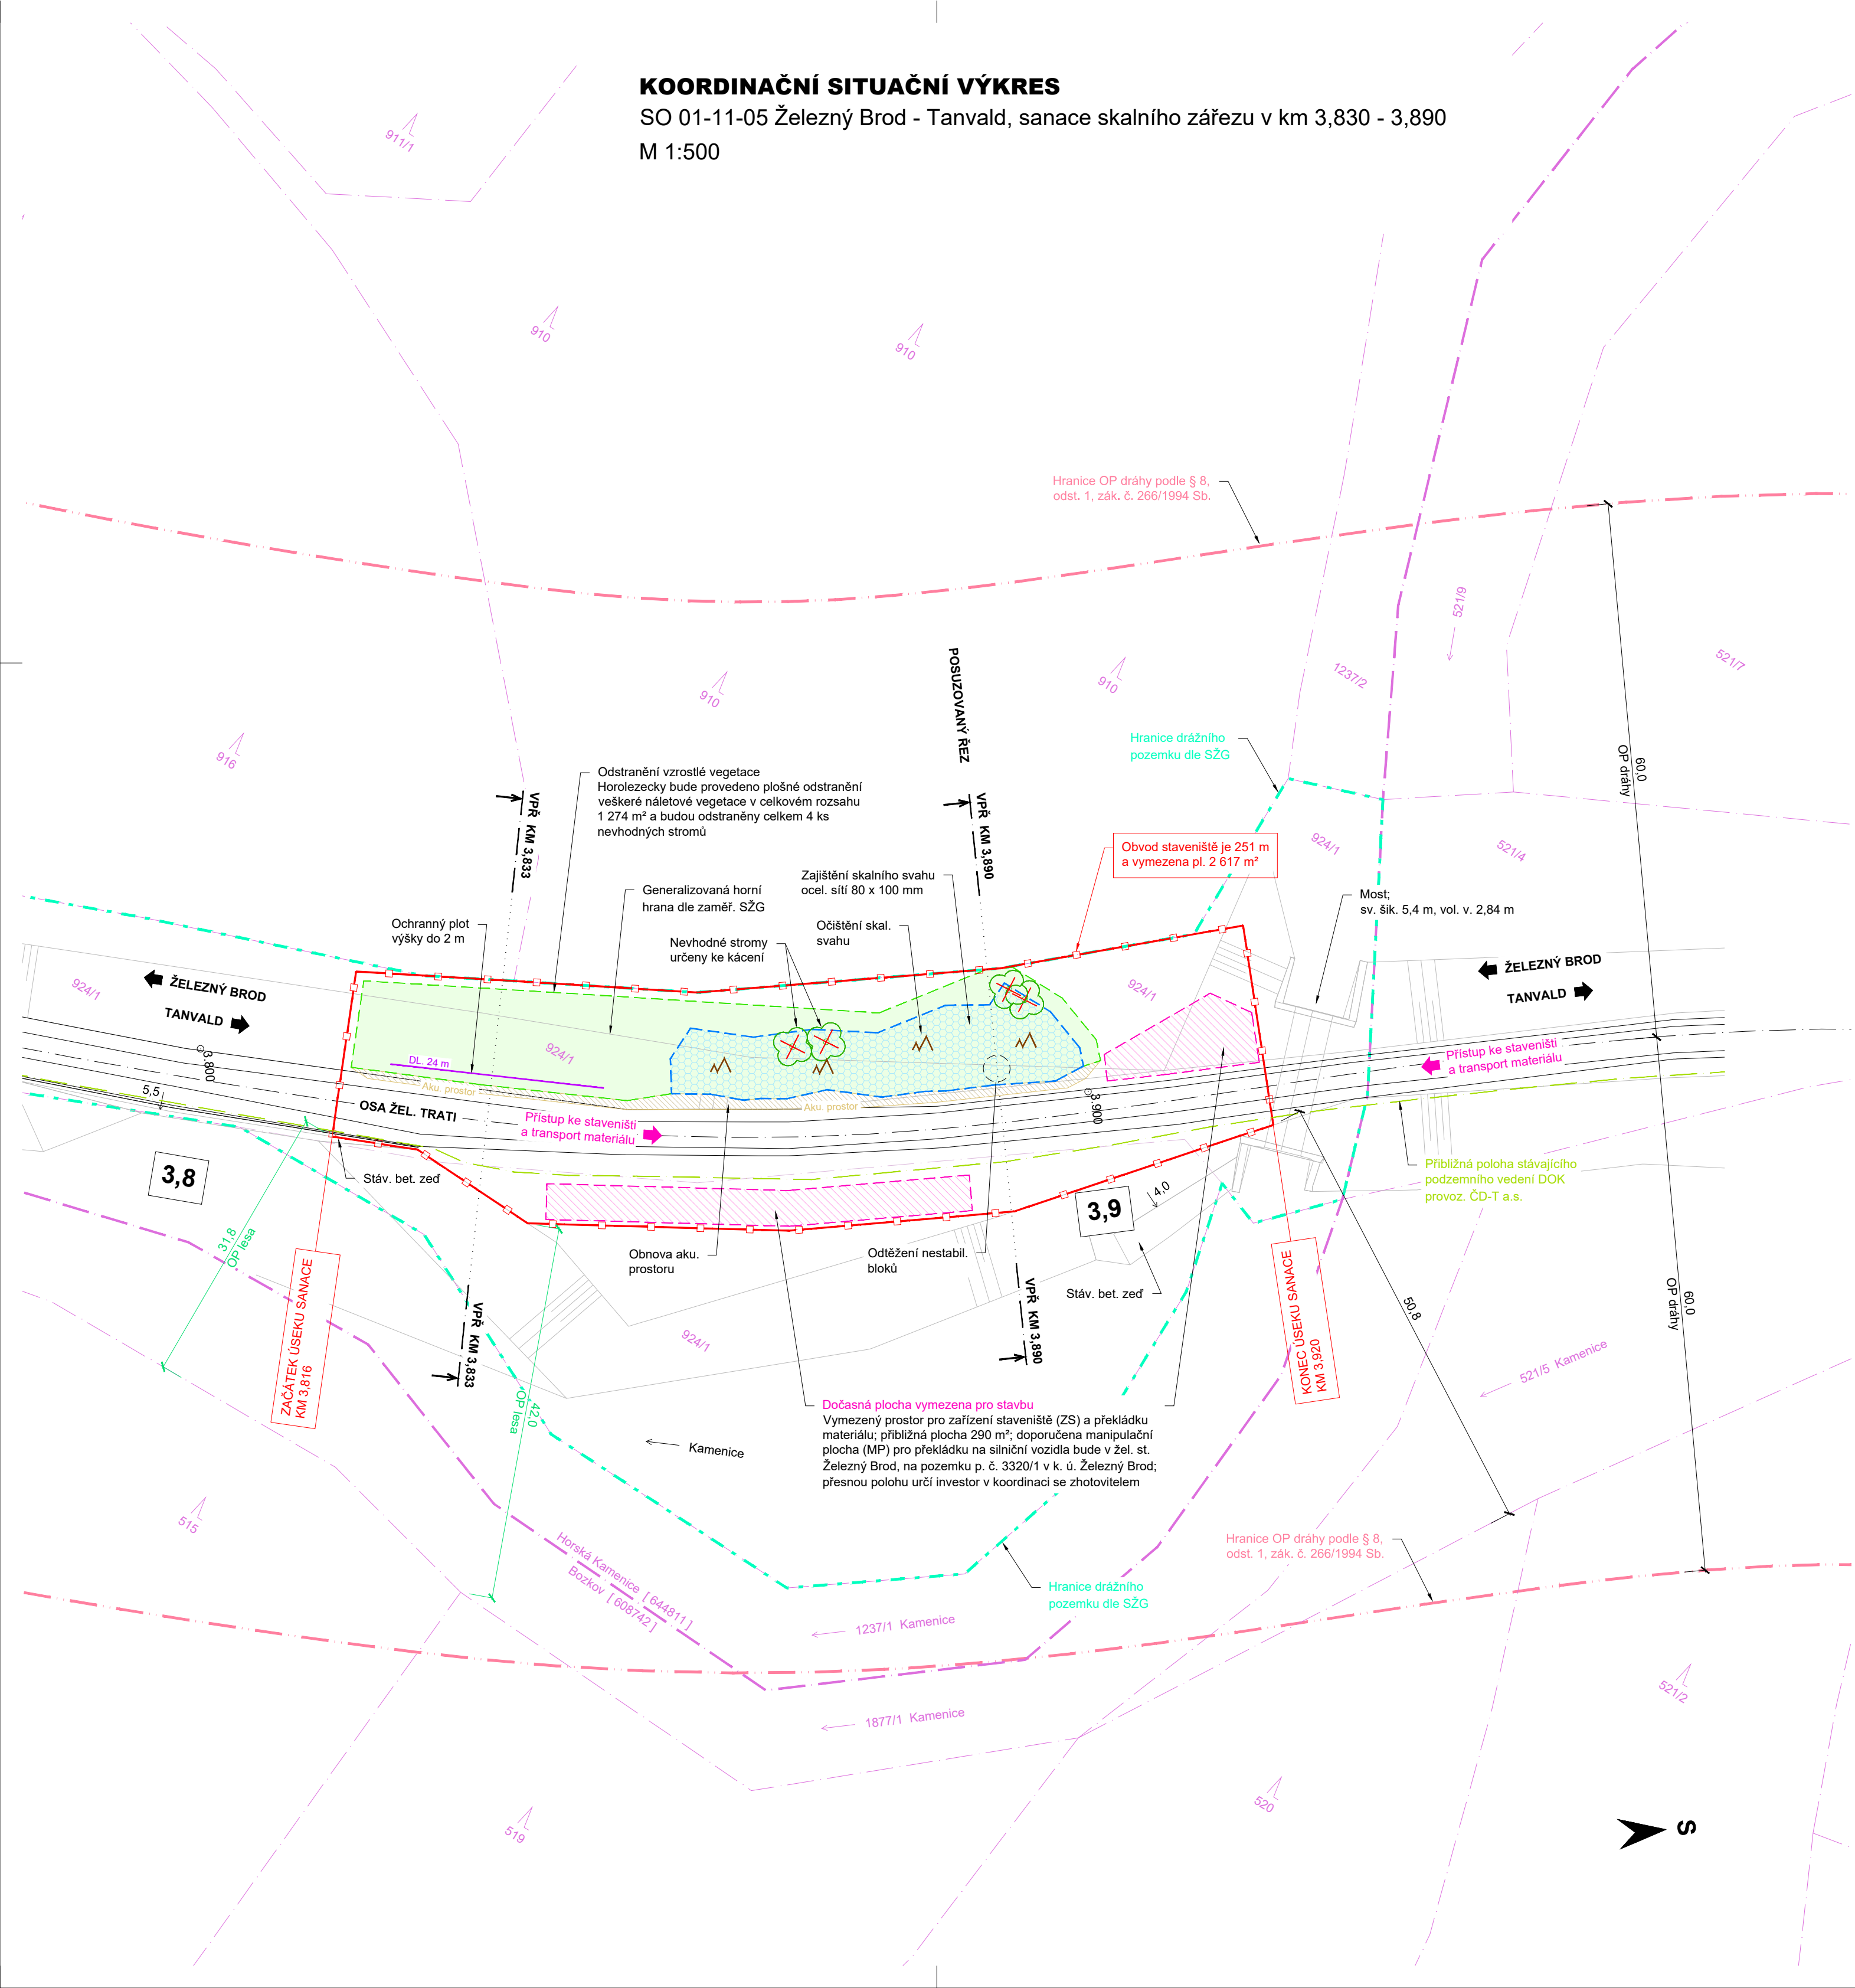 KOORDINAČNÍ SITUAČNÍ VÝKRES
SO 01-11-05 Železný Brod - Tanvald, sanace skalního zářezu v km 3,830 - 3,890
M 1:500
911/1
910
910
Hranice OP dráhy podle § 8,
odst. 1, zák. č. 266/1994 Sb.
521/9
521/7
1237/2
910
910
916
POSUZOVANÝ ŘEZ
Hranice drážního
pozemku dle SŽG
60,0
OP dráhy
Odstranění vzrostlé vegetace
Horolezecky bude provedeno plošné odstranění
veškeré náletové vegetace v celkovém rozsahu
1 274 m² a budou odstraněny celkem 4 ks
nevhodných stromů
VPŘ KM 3,833
VPŘ KM 3,890
Obvod staveniště je 251 m
a vymezena pl. 2 617 m²
924/1
521/4
Zajištění skalního svahu
ocel. sítí 80 x 100 mm
Generalizovaná horní
hrana dle zaměř. SŽG
Most;
sv. šik. 5,4 m, vol. v. 2,84 m
Ochranný plot
výšky do 2 m
Očištění skal.
svahu
Nevhodné stromy
určeny ke kácení
924/1
ŽELEZNÝ BROD
TANVALD
924/1
ŽELEZNÝ BROD
TANVALD
924/1
DL. 24 m
3.800
5,5
Aku. prostor
Aku. prostor
3.900
OSA ŽEL. TRATI
Přístup ke staveništi
a transport materiálu
Přístup ke staveništi
a transport materiálu
3,8
Stáv. bet. zeď
Přibližná poloha stávajícího
podzemního vedení DOK
provoz. ČD-T a.s.
3,9
4,0
31,8
OP lesa
Obnova aku.
prostoru
Odtěžení nestabil.
bloků
Stáv. bet. zeď
ZAČÁTEK ÚSEKU SANACE
KM 3,816
VPŘ KM 3,833
924/1
VPŘ KM 3,890
KONEC ÚSEKU SANACE
KM 3,920
50,8
60,0
OP dráhy
521/5 Kamenice
42,0
OP lesa
Kamenice
Dočasná plocha vymezena pro stavbu
Vymezený prostor pro zařízení staveniště (ZS) a překládku
materiálu; přibližná plocha 290 m²; doporučena manipulační
plocha (MP) pro překládku na silniční vozidla bude v žel. st.
Železný Brod, na pozemku p. č. 3320/1 v k. ú. Železný Brod;
přesnou polohu určí investor v koordinaci se zhotovitelem
515
Horská Kamenice [ 644811 ]
Bozkov [ 608742 ]
Hranice OP dráhy podle § 8,
odst. 1, zák. č. 266/1994 Sb.
Hranice drážního
pozemku dle SŽG
1237/1 Kamenice
1877/1 Kamenice
521/2
519
520
S